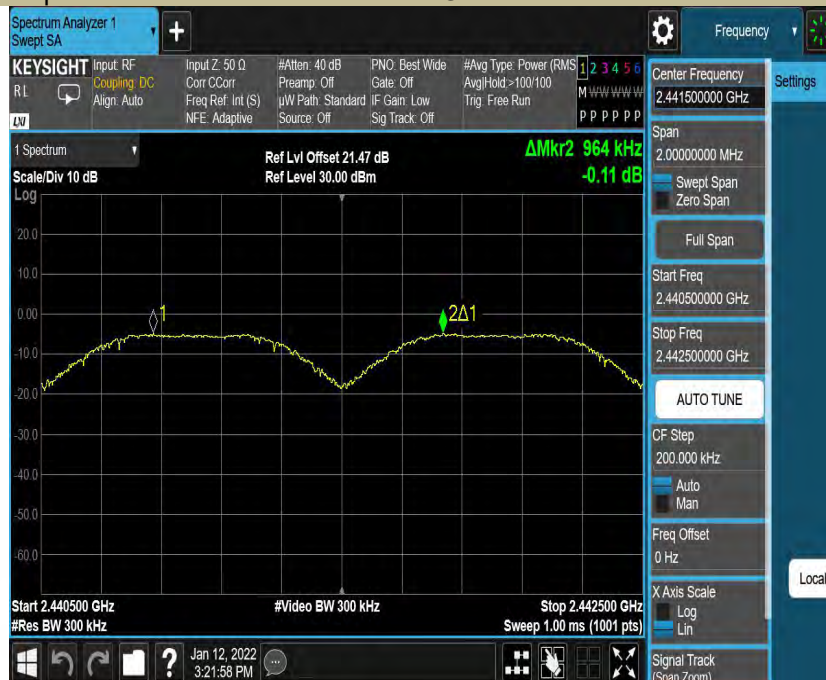 Spectrum Analyzer 1
Swept SA
Frequency
KEYSIGHT
R L
Input: RF
Coupling: DC
Align: Auto
Input Z: 50 Ω
Corr CCorr
Freq Ref: Int (S)
NFE: Adaptive
#Atten: 40 dB
Preamp: Off
µW Path: Standard
Source: Off
PNO: Best Wide
Gate: Off
IF Gain: Low
Sig Track: Off
#Avg Type: Power (RMS
Avg|Hold:>100/100
Trig: Free Run
1 2 3 4 5 6
M W W W W W
P P P P P P
Center Frequency
2.441500000 GHz
Settings
Span
2.00000000 MHz
Swept Span
Zero Span
Full Span
Start Freq
2.440500000 GHz
Stop Freq
2.442500000 GHz
AUTO TUNE
CF Step
200.000 kHz
Auto
Man
Freq Offset
0 Hz
X Axis Scale
Log
Lin
Local
Signal Track
(Span Zoom)
1 Spectrum
Scale/Div 10 dB
Ref Lvl Offset 21.47 dB
Ref Level 30.00 dBm
ΔMkr2 964 kHz
-0.11 dB
Log
20.0
10.0
0.00
-10.0
-20.0
-30.0
-40.0
-50.0
-60.0
1
2Δ1
Start 2.440500 GHz
#Res BW 300 kHz
#Video BW 300 kHz
Stop 2.442500 GHz
Sweep 1.00 ms (1001 pts)
?
Jan 12, 2022
3:21:58 PM